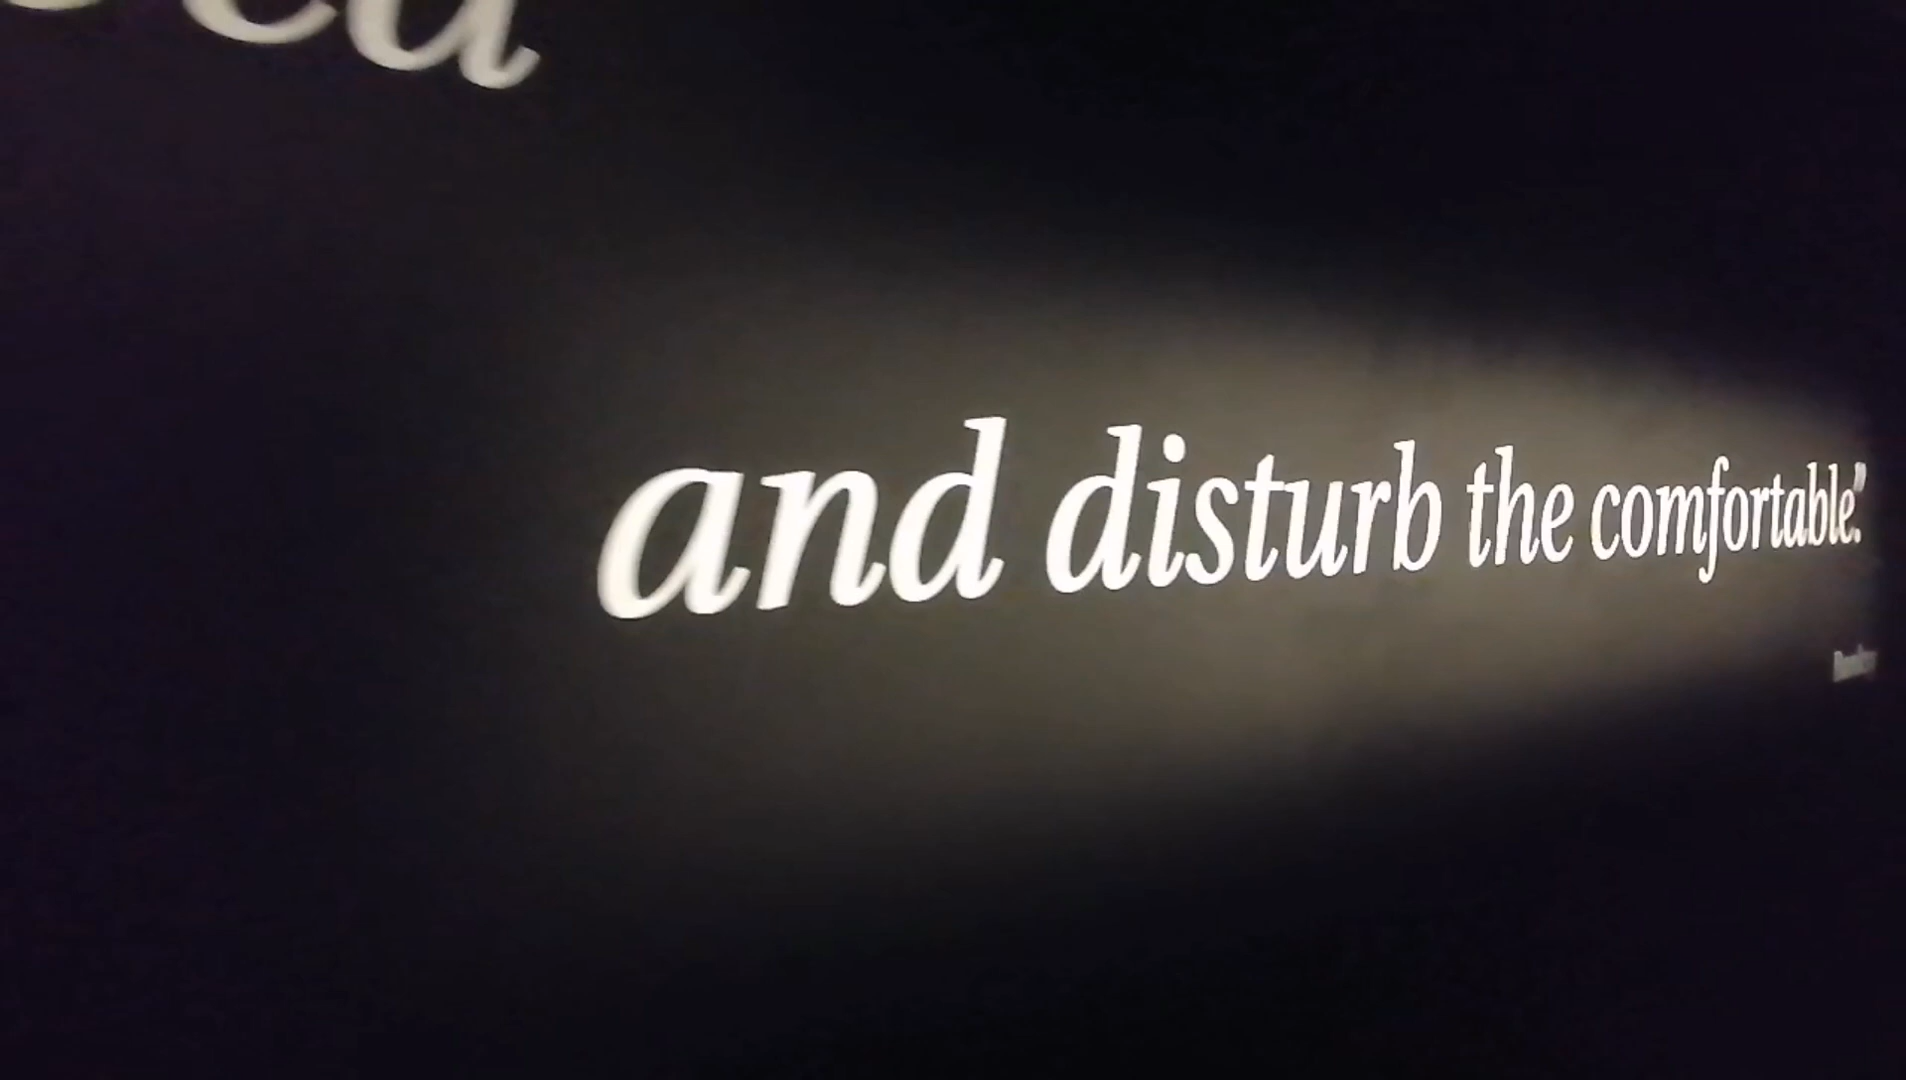 and disturb the comfortable."